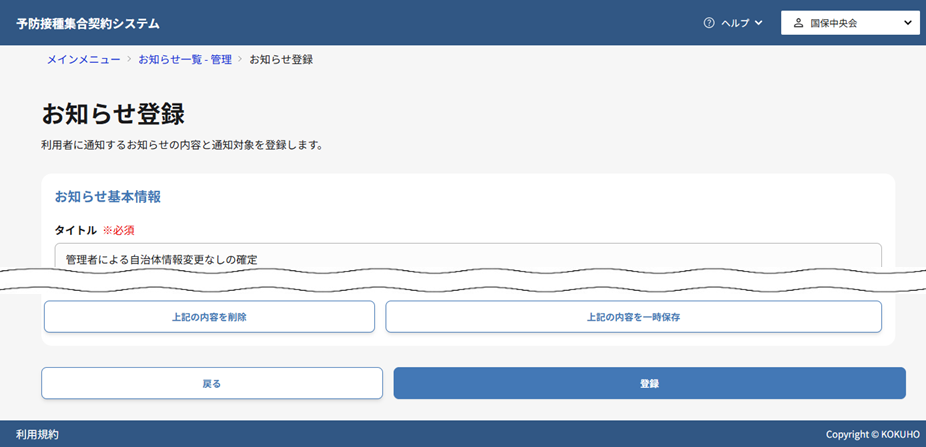 予防接種集合契約システム
ヘルプ
国保中央会
メインメニュー > お知らせ一覧 - 管理 > お知らせ登録
お知らせ登録
利用者に通知するお知らせの内容と通知対象を登録します。
お知らせ基本情報
タイトル ※必須
管理者による自治体情報変更なしの確定
上記の内容を削除
上記の内容を一時保存
戻る
登録
利用規約
Copyright © KOKUHO